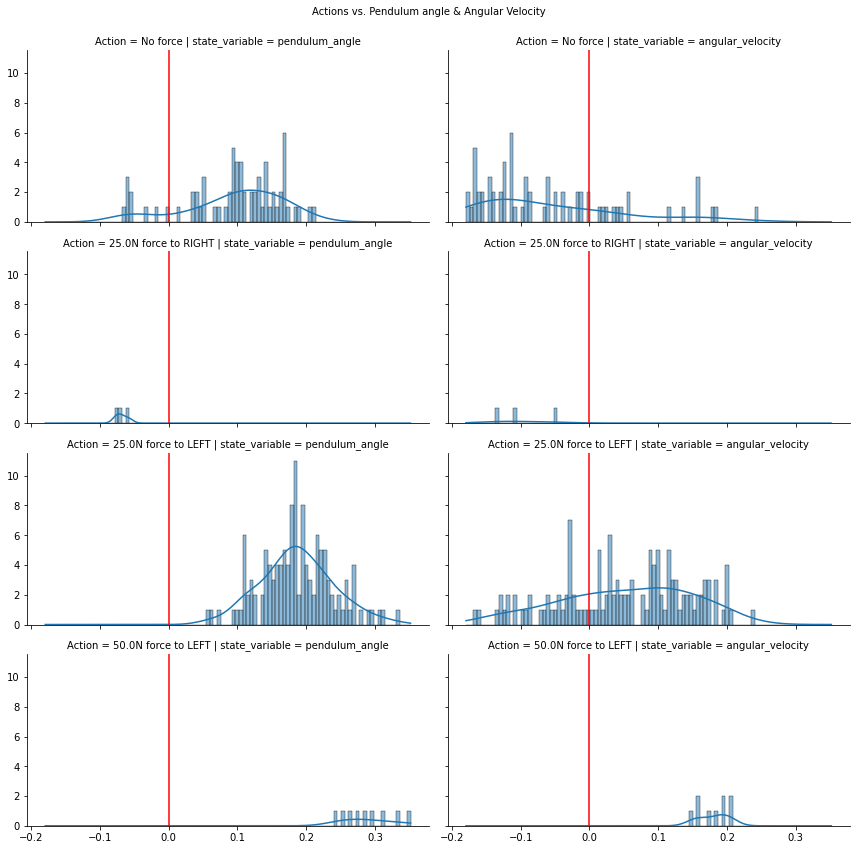 Actions vs. Pendulum angle & Angular Velocity
Action = No force | state_variable = pendulum_angle
Action = No force | state_variable = angular_velocity
10
8
6
4
2
0
Action = 25.0N force to RIGHT | state_variable = pendulum_angle
Action = 25.0N force to RIGHT | state_variable = angular_velocity
10
8
6
4
2
0
Action = 25.0N force to LEFT | state_variable = pendulum_angle
Action = 25.0N force to LEFT | state_variable = angular_velocity
10
8
6
4
2
0
Action = 50.0N force to LEFT | state_variable = pendulum_angle
Action = 50.0N force to LEFT | state_variable = angular_velocity
10
8
6
4
2
0
−0.2 −0.1 0.0 0.1 0.2 0.3
−0.2 −0.1 0.0 0.1 0.2 0.3